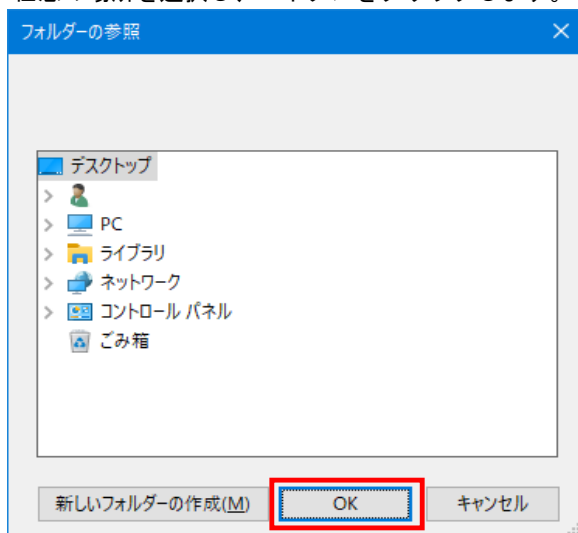 フォルダーの参照
デスクトップ
PC
ライブラリ
ネットワーク
コントロール パネル
ごみ箱
新しいフォルダーの作成(M)
OK
キャンセル